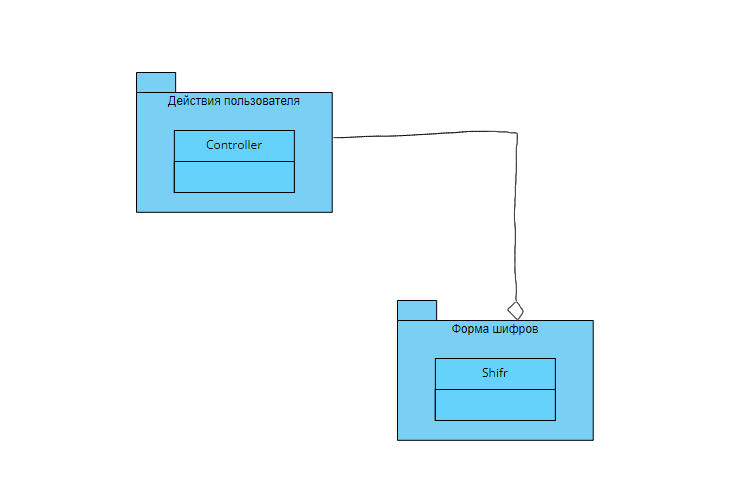 Действия пользователя
Controller
Форма шифров
Shifr